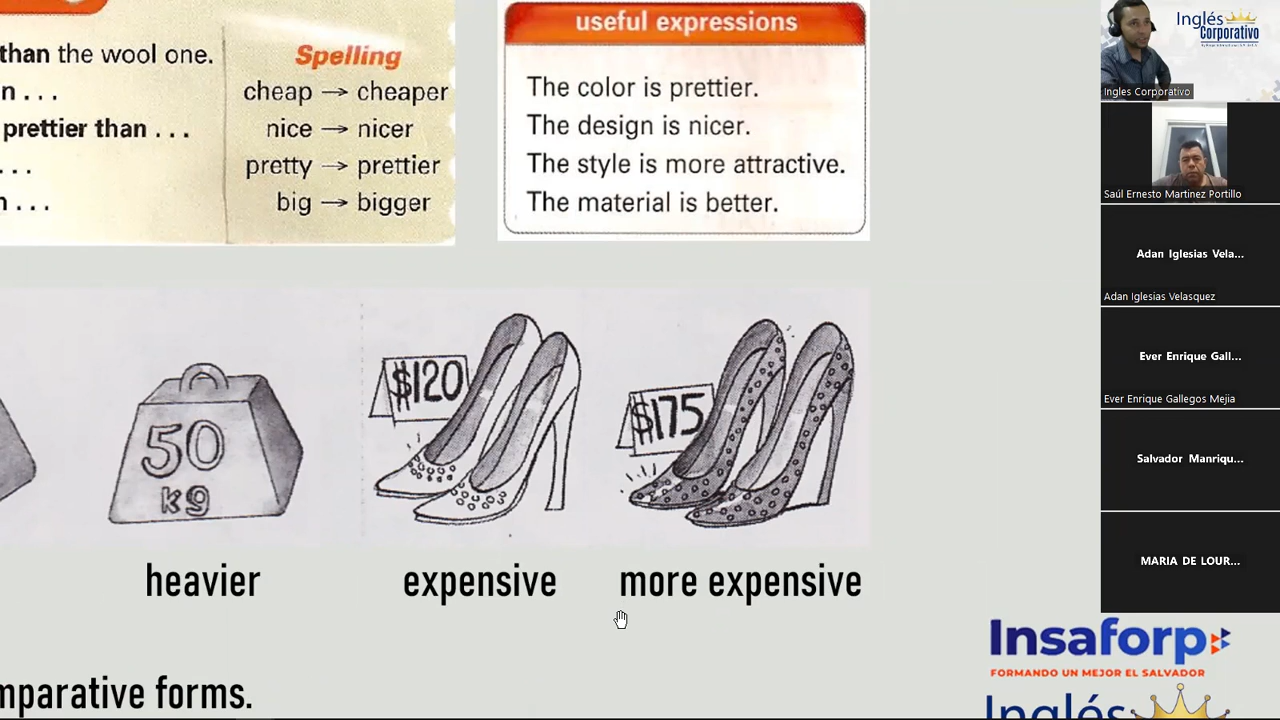 than the wool one.
n . . .
prettier than . . .
. . .
n . . .
Spelling
cheap → cheaper
nice → nicer
pretty → prettier
big → bigger
useful expressions
The color is prettier.
The design is nicer.
The style is more attractive.
The material is better.
50
kg
$120
$175
heavier
expensive
more expensive
mparative forms.
Inglés
Corporativo
Ingles Corporativo
Saúl Ernesto Martinez Portillo
Adan Iglesias Vela...
Adan Iglesias Velasquez
Ever Enrique Gall...
Ever Enrique Gallegos Mejia
Salvador Manriqu...
MARIA DE LOUR...
Insaforp
FORMANDO UN MEJOR EL SALVADOR
Inglés